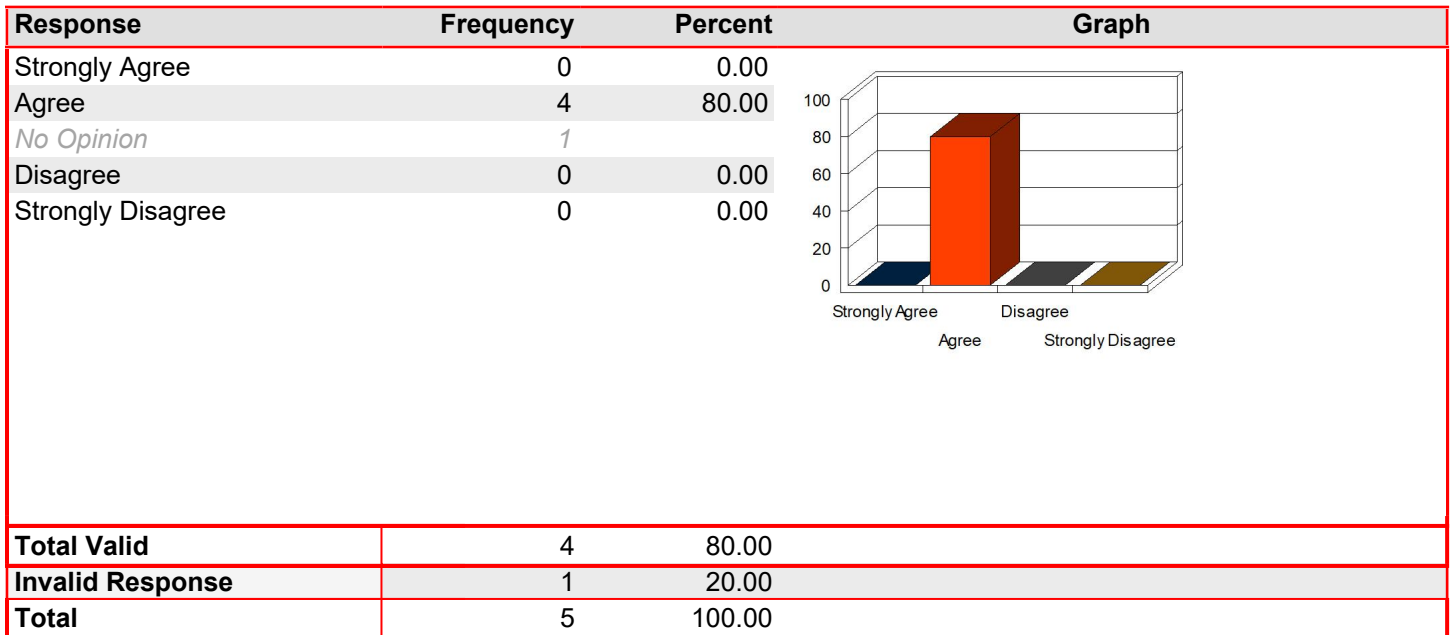 Response Frequency Percent Graph
Strongly Agree 0 0.00
Agree 4 80.00
No Opinion 1
Disagree 0 0.00
Strongly Disagree 0 0.00
100
80
60
40
20
0
Strongly Agree Disagree
Agree Strongly Disagree
Total Valid 4 80.00
Invalid Response 1 20.00
Total 5 100.00